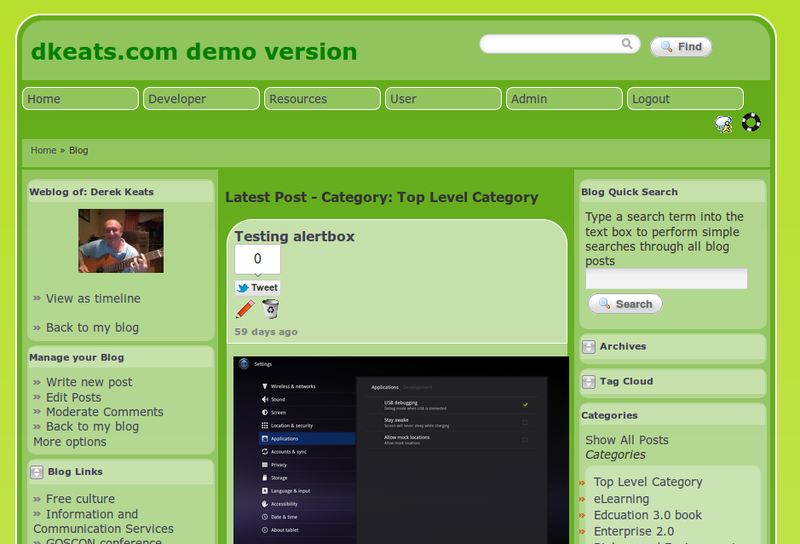 dkeats.com demo version
Find
Home
Developer
Resources
User
Admin
Logout
Home » Blog
Weblog of: Derek Keats
» View as timeline
» Back to my blog
Manage your Blog
» Write new post
» Edit Posts
» Moderate Comments
» Back to my blog
More options
Blog Links
» Free culture
» Information and
Communication Services
» GOSCON conference
Latest Post - Category: Top Level Category
Testing alertbox
0
Tweet
59 days ago
Settings
Wireless & networks
Sound
Screen
Location & security
Applications
Accounts & sync
Privacy
Storage
Language & input
Accessibility
Date & time
About tablet
Applications
USB debugging
Debug mode when USB is connected
Stay awake
Screen will never sleep while charging
Allow mock locations
Allow mock locations
Blog Quick Search
Type a search term into the
text box to perform simple
searches through all blog
posts
Search
Archives
Tag Cloud
Categories
Show All Posts
Categories
» Top Level Category
» eLearning
» Edcuation 3.0 book
» Enterprise 2.0